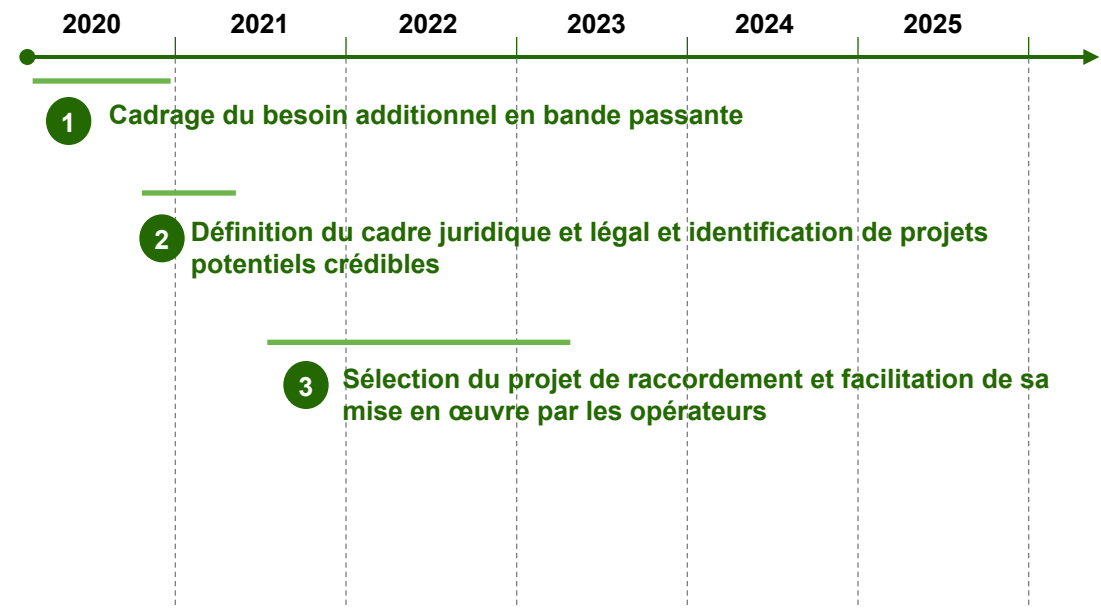 2020 2021 2022 2023 2024 2025
1 Cadrage du besoin additionnel en bande passante
2 Définition du cadre juridique et légal et identification de projets
potentiels crédibles
3 Sélection du projet de raccordement et facilitation de sa
mise en œuvre par les opérateurs